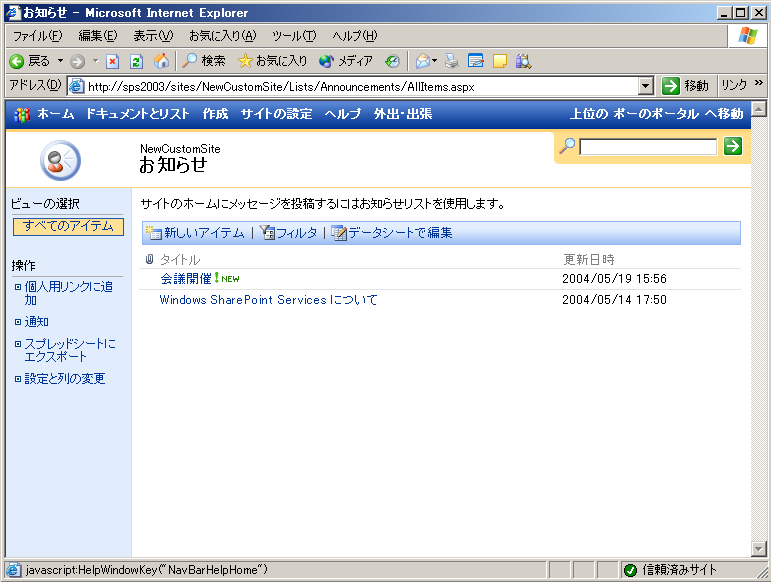 お知らせ - Microsoft Internet Explorer
ファイル(F) 編集(E) 表示(V) お気に入り(A) ツール(T) ヘルプ(H)
戻る 検索 お気に入り メディア
アドレス(D) http://sps2003/sites/NewCustomSite/Lists/Announcements/AllItems.aspx 移動 リンク »
ホーム ドキュメントとリスト 作成 サイトの設定 ヘルプ 外出・出張 上位の ポーのポータル へ移動
NewCustomSite
お知らせ
ビューの選択
すべてのアイテム
操作
個人用リンクに追
加
通知
スプレッドシートに
エクスポート
設定と列の変更
サイトのホームにメッセージを投稿するにはお知らせリストを使用します。
新しいアイテム | フィルタ | データシートで編集
タイトル 更新日時
会議開催 ! NEW 2004/05/19 15:56
Windows SharePoint Services について 2004/05/14 17:50
javascript:HelpWindowKey("NavBarHelpHome") 信頼済みサイト